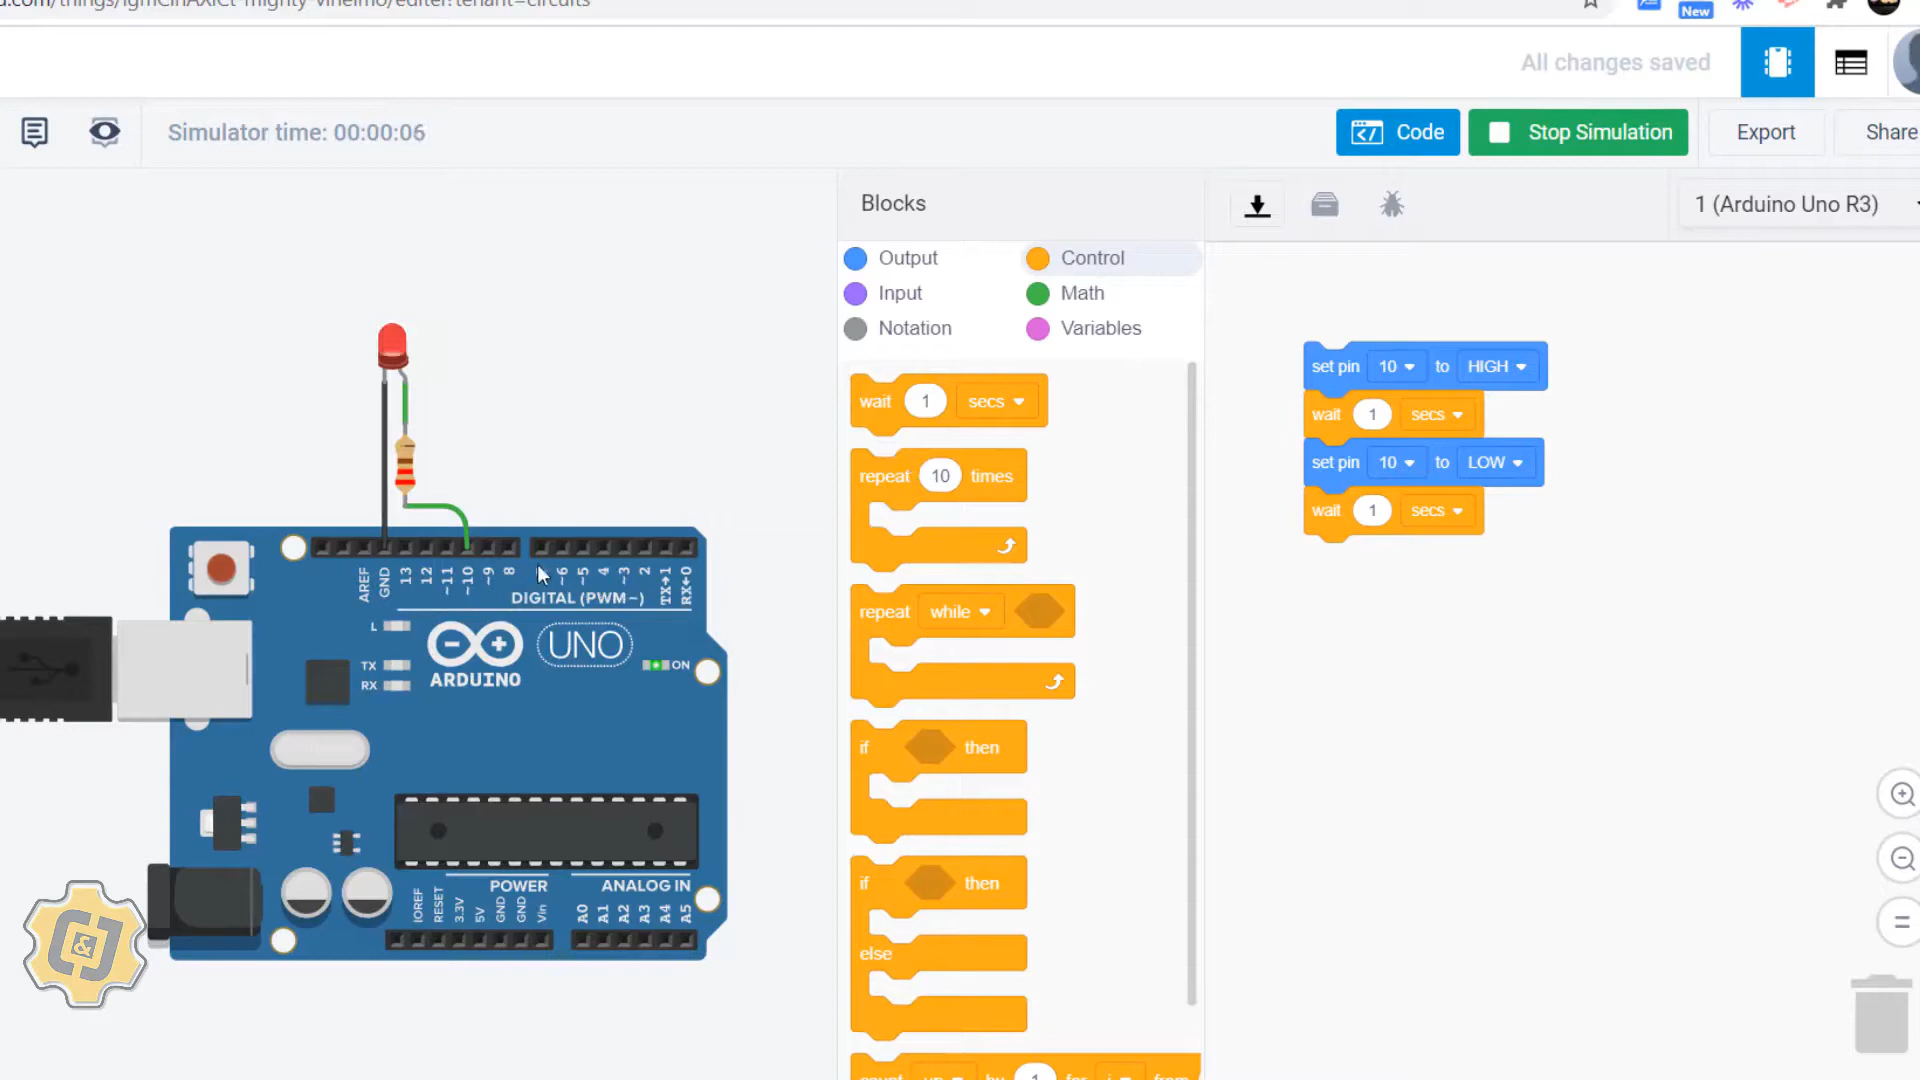 New
All changes saved
Simulator time: 00:00:06
Code
Stop Simulation
Export
Share
Blocks
1 (Arduino Uno R3)
Output
Control
Input
Math
Notation
Variables
wait 1 secs
repeat 10 times
repeat while
if then
if then
else
set pin 10 to HIGH
wait 1 secs
set pin 10 to LOW
wait 1 secs
AREF
GND
13
12
~11
~10
~9
8
~6
~5
4
~3
2
TX→1
RX←0
DIGITAL (PWM~)
L
TX
RX
UNO
ARDUINO
ON
POWER
ANALOG IN
IOREF
RESET
3.3V
5V
GND
GND
Vin
A0
A1
A2
A3
A4
A5
&